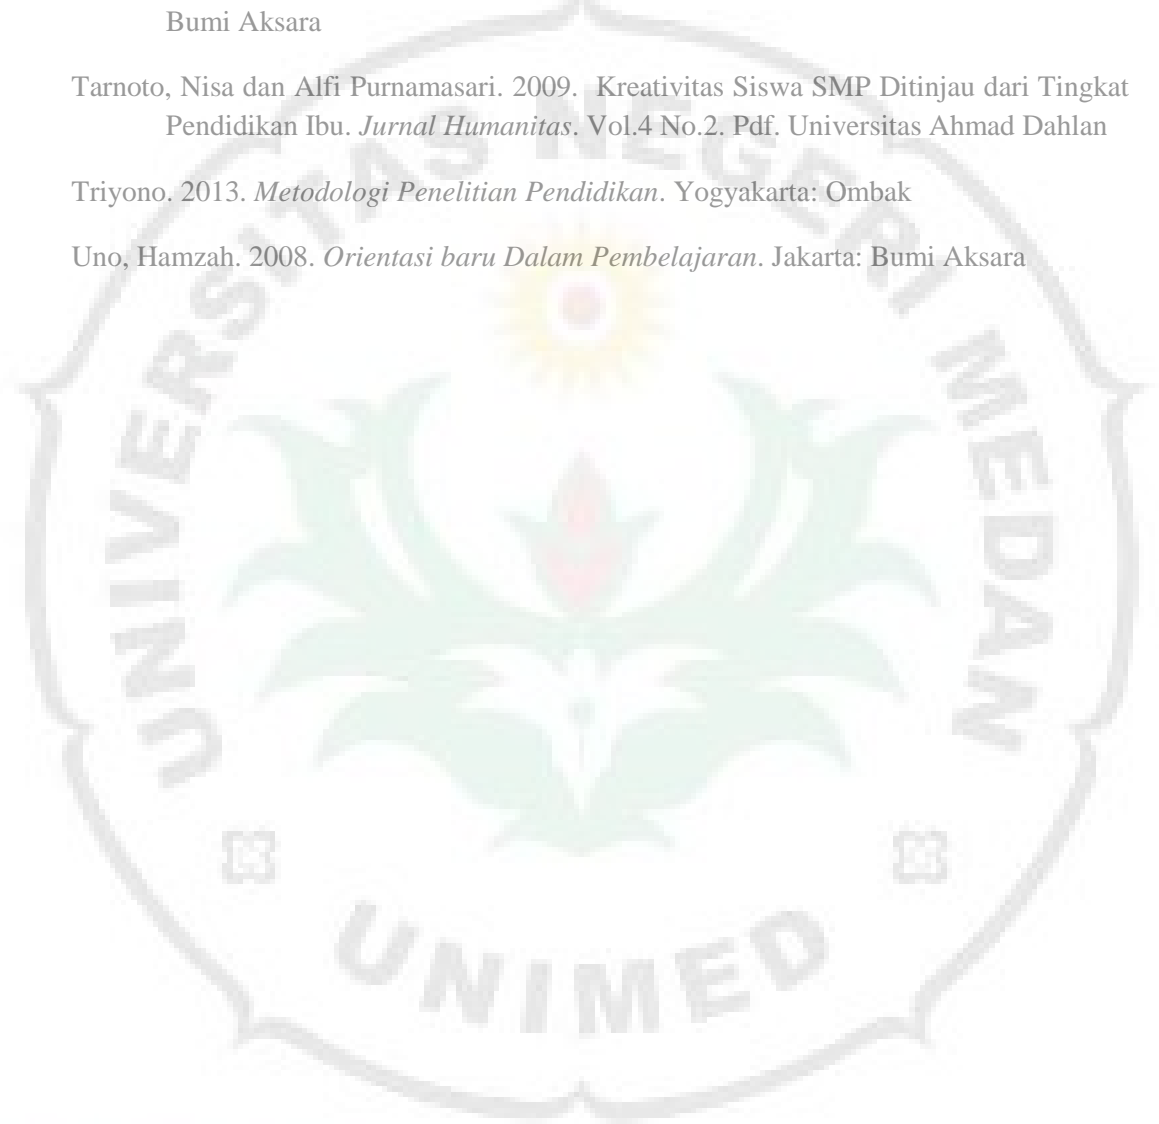 Bumi Aksara
Tarnoto, Nisa dan Alfi Purnamasari. 2009.  Kreativitas Siswa SMP Ditinjau dari Tingkat
Pendidikan Ibu. Jurnal Humanitas. Vol.4 No.2. Pdf. Universitas Ahmad Dahlan
Triyono. 2013. Metodologi Penelitian Pendidikan. Yogyakarta: Ombak
Uno, Hamzah. 2008. Orientasi baru Dalam Pembelajaran. Jakarta: Bumi Aksara
UNIVERSITAS NEGERI MEDAN
UNIMED